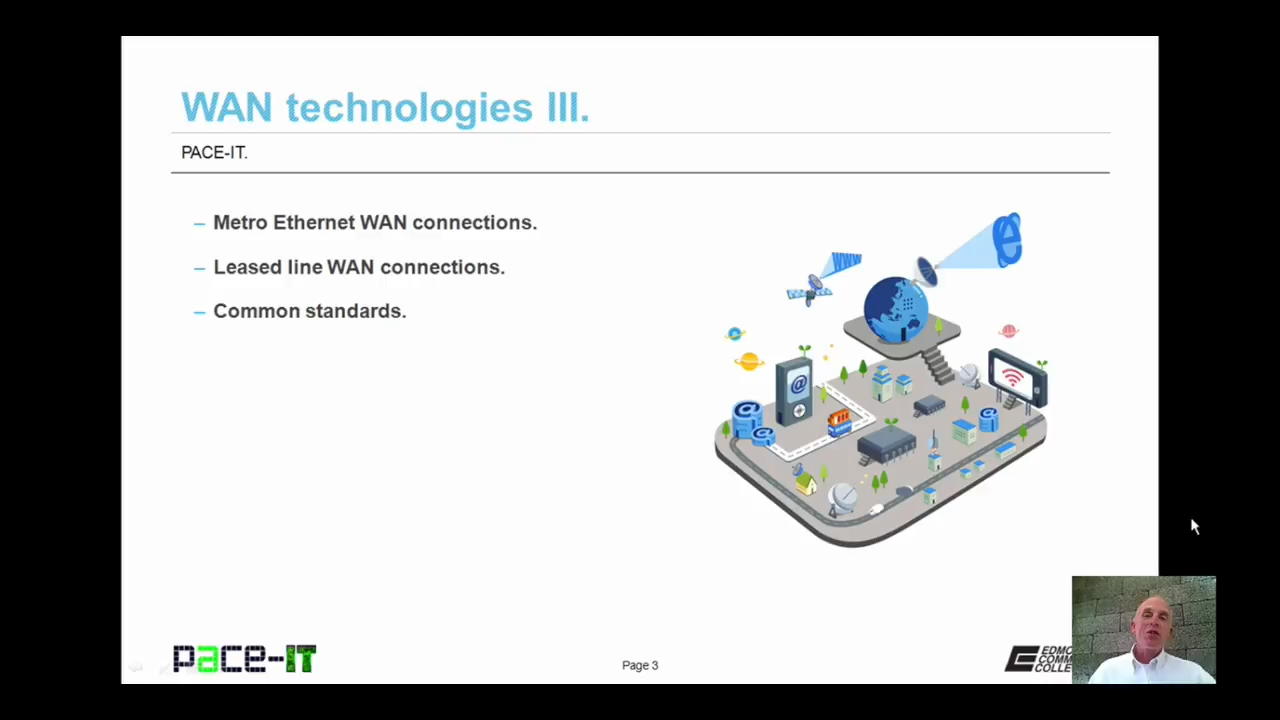 WAN technologies III.
PACE-IT.
– Metro Ethernet WAN connections.
– Leased line WAN connections.
– Common standards.
WWW
e
@
@
@
@
pace-IT
Page 3